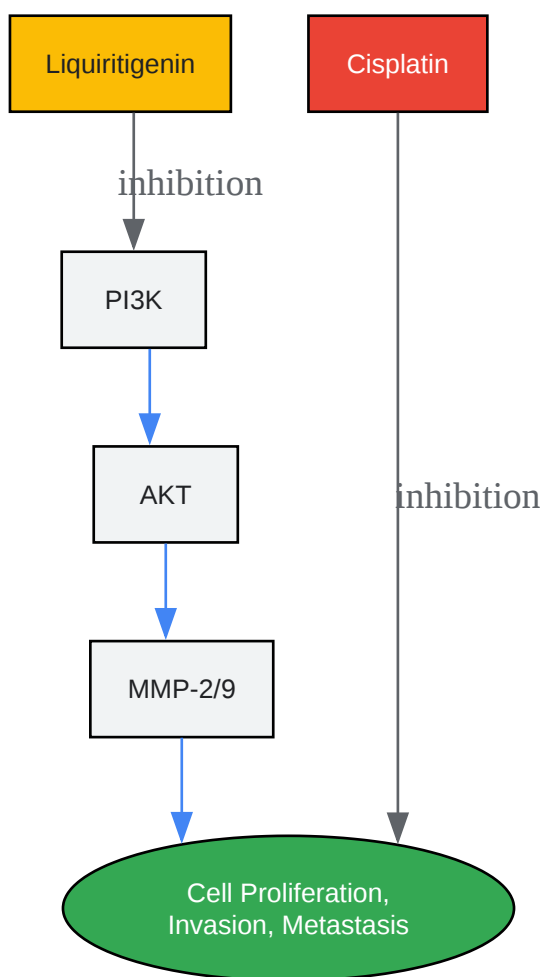 Liquiritigenin
Cisplatin
inhibition
PI3K
AKT
inhibition
MMP-2/9
Cell Proliferation,
Invasion, Metastasis